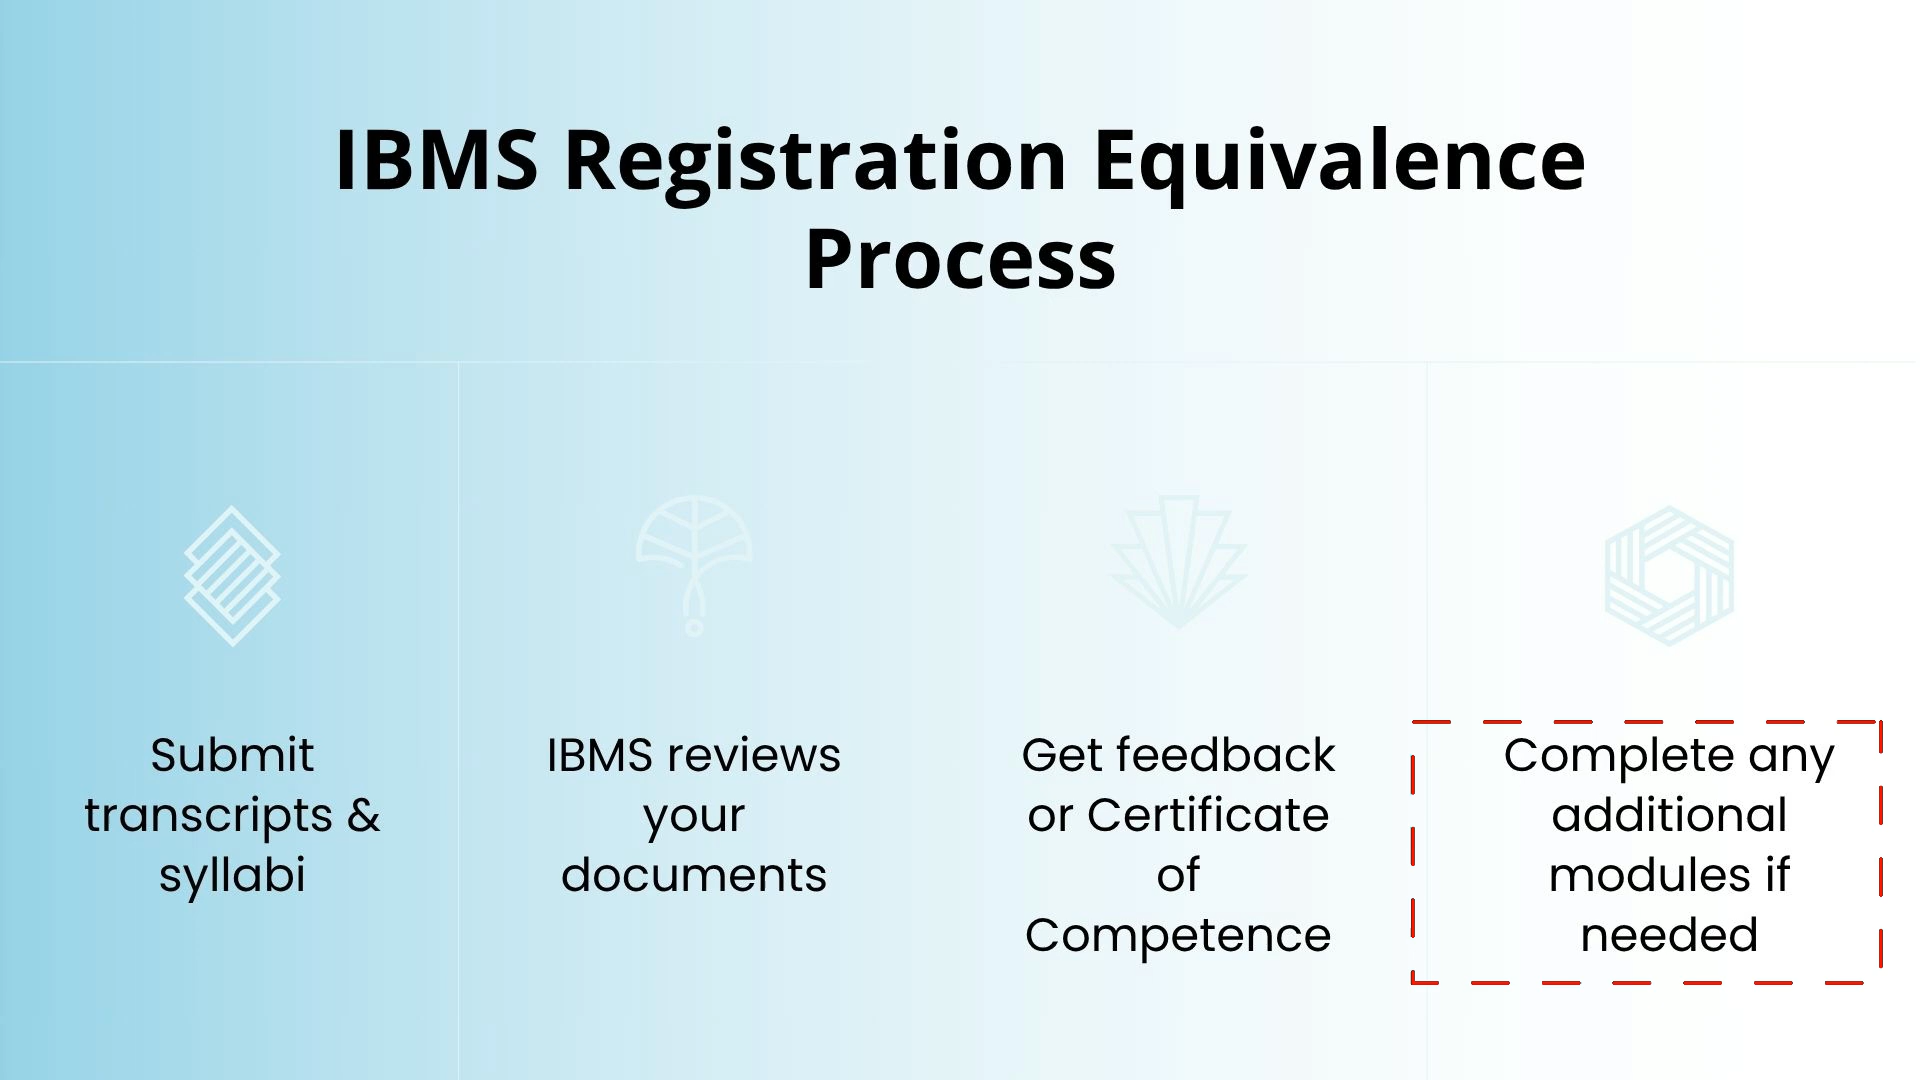 IBMS Registration Equivalence
Process
Submit
transcripts &
syllabi
IBMS reviews
your
documents
Get feedback
or Certificate
of
Competence
Complete any
additional
modules if
needed